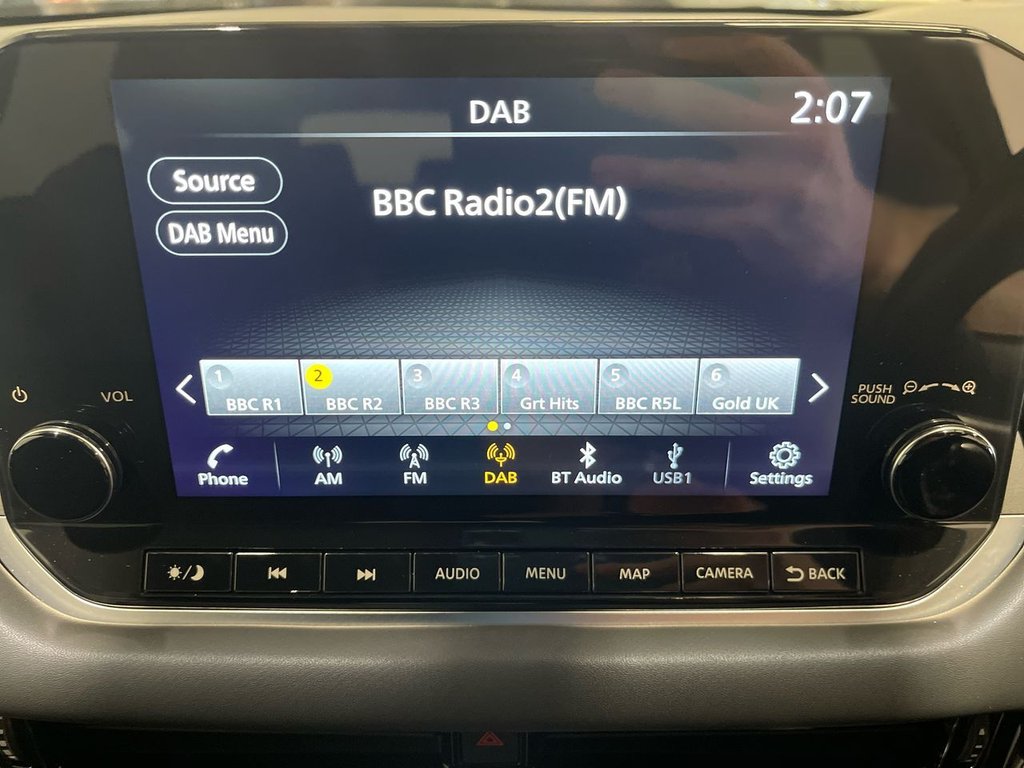 DAB
2:07
Source
BBC Radio2(FM)
DAB Menu
1 2 3 4 5 6
BBC R1 BBC R2 BBC R3 Grt Hits BBC R5L Gold UK
VOL
PUSH
SOUND
Phone AM FM DAB BT Audio USB1 Settings
AUDIO MENU MAP CAMERA BACK